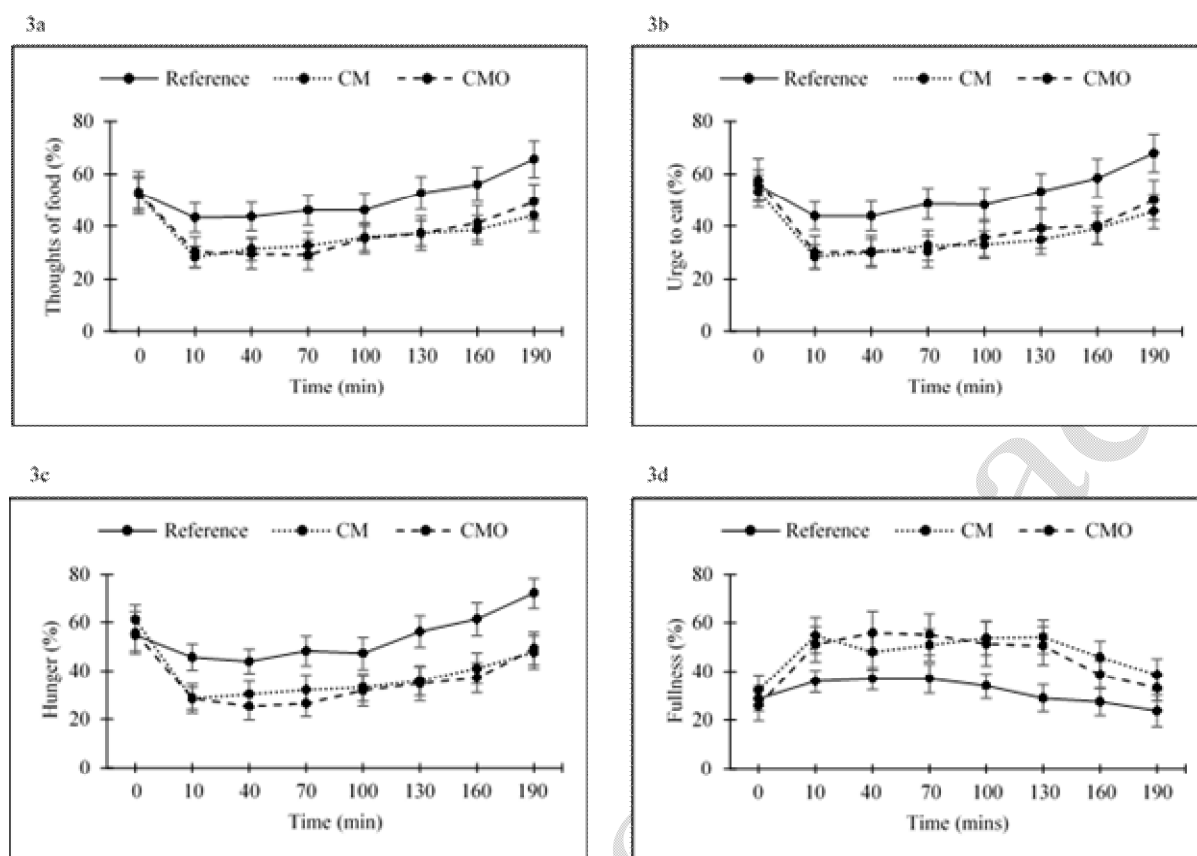 3a
Reference CM CMO
Thoughts of food (%)
80
60
40
20
0
0 10 40 70 100 130 160 190
Time (min)
3b
Reference CM CMO
Urge to eat (%)
80
60
40
20
0
0 10 40 70 100 130 160 190
Time (min)
3c
Reference CM CMO
Hunger (%)
80
60
40
20
0
0 10 40 70 100 130 160 190
Time (min)
3d
Reference CM CMO
Fullness (%)
80
60
40
20
0
0 10 40 70 100 130 160 190
Time (mins)